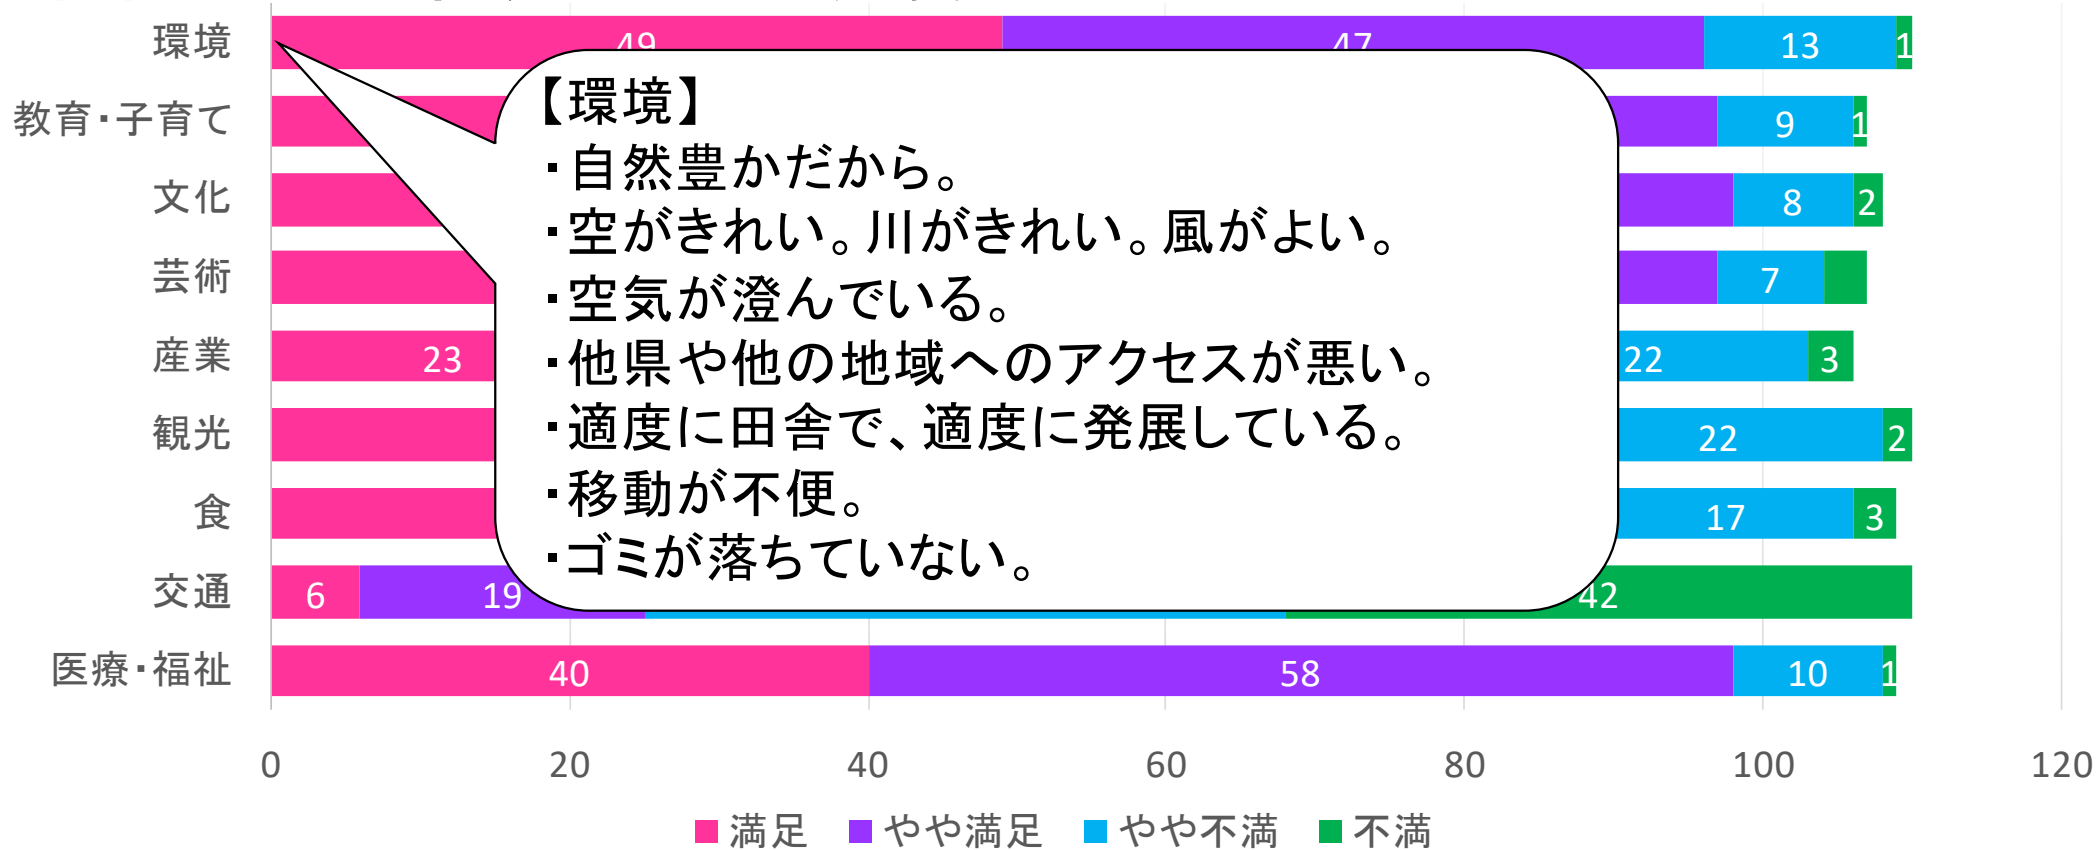 環境 49 47 13 1
教育・子育て 9 1
文化 8 2
芸術 7
産業 23 22 3
観光 22 2
食 17 3
交通 6 19 42
医療・福祉 40 58 10 1
【環境】
・自然豊かだから。
・空がきれい。川がきれい。風がよい。
・空気が澄んでいる。
・他県や他の地域へのアクセスが悪い。
・適度に田舎で、適度に発展している。
・移動が不便。
・ゴミが落ちていない。
0 20 40 60 80 100 120
満足 やや満足 やや不満 不満